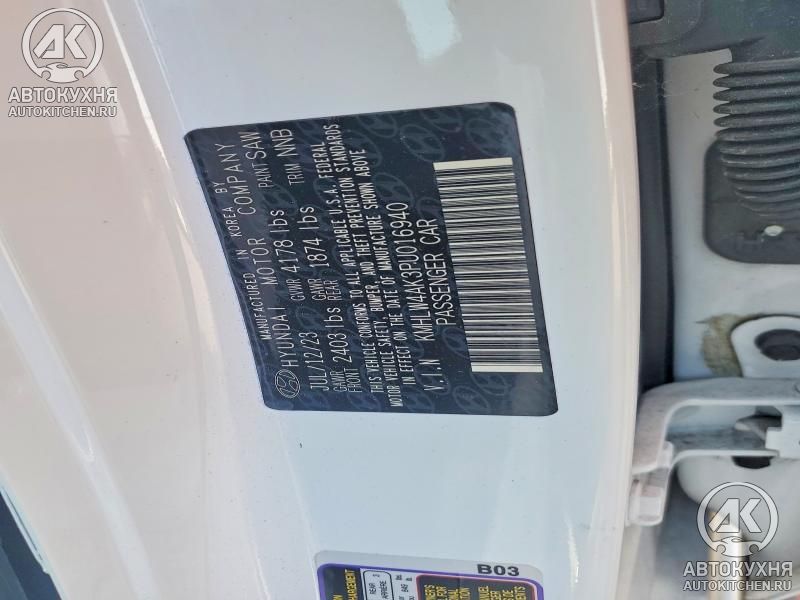 АВТОКУХНЯ
AUTOKITCHEN.RU
MANUFACTURED IN KOREA BY
HYUNDAI MOTOR COMPANY
JUL/12/23 GVWR 4178 lbs PAINT SAW
GAWR FRONT 2403 lbs GAWR REAR 1874 lbs TRIM NNB
THIS VEHICLE CONFORMS TO ALL APPLICABLE U.S.A. FEDERAL
MOTOR VEHICLE SAFETY, BUMPER, AND THEFT PREVENTION STANDARDS
IN EFFECT ON THE DATE OF MANUFACTURE SHOWN ABOVE
V.I.N KMHLW4AK3PU016940
PASSENGER CAR
B03
REAR 3
ARRIERE
АВТОКУХНЯ
AUTOKITCHEN.RU